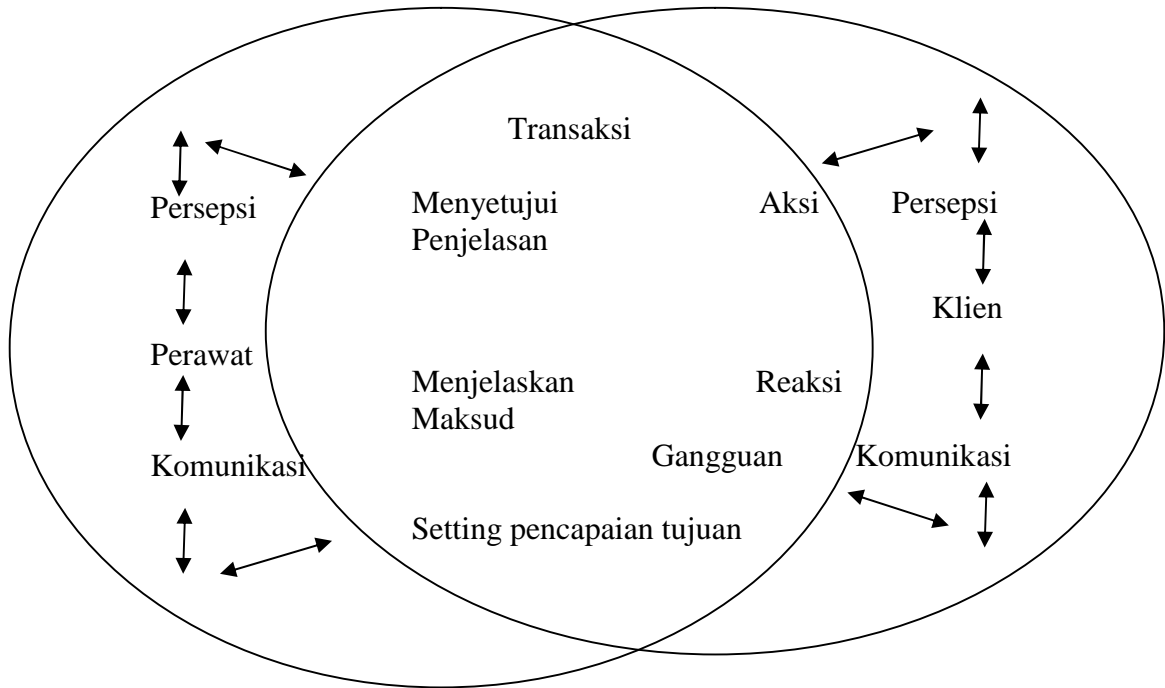 Transaksi
Persepsi
Menyetujui
Penjelasan
Aksi
Persepsi
Klien
Perawat
Menjelaskan
Maksud
Reaksi
Komunikasi
Gangguan
Komunikasi
Setting pencapaian tujuan